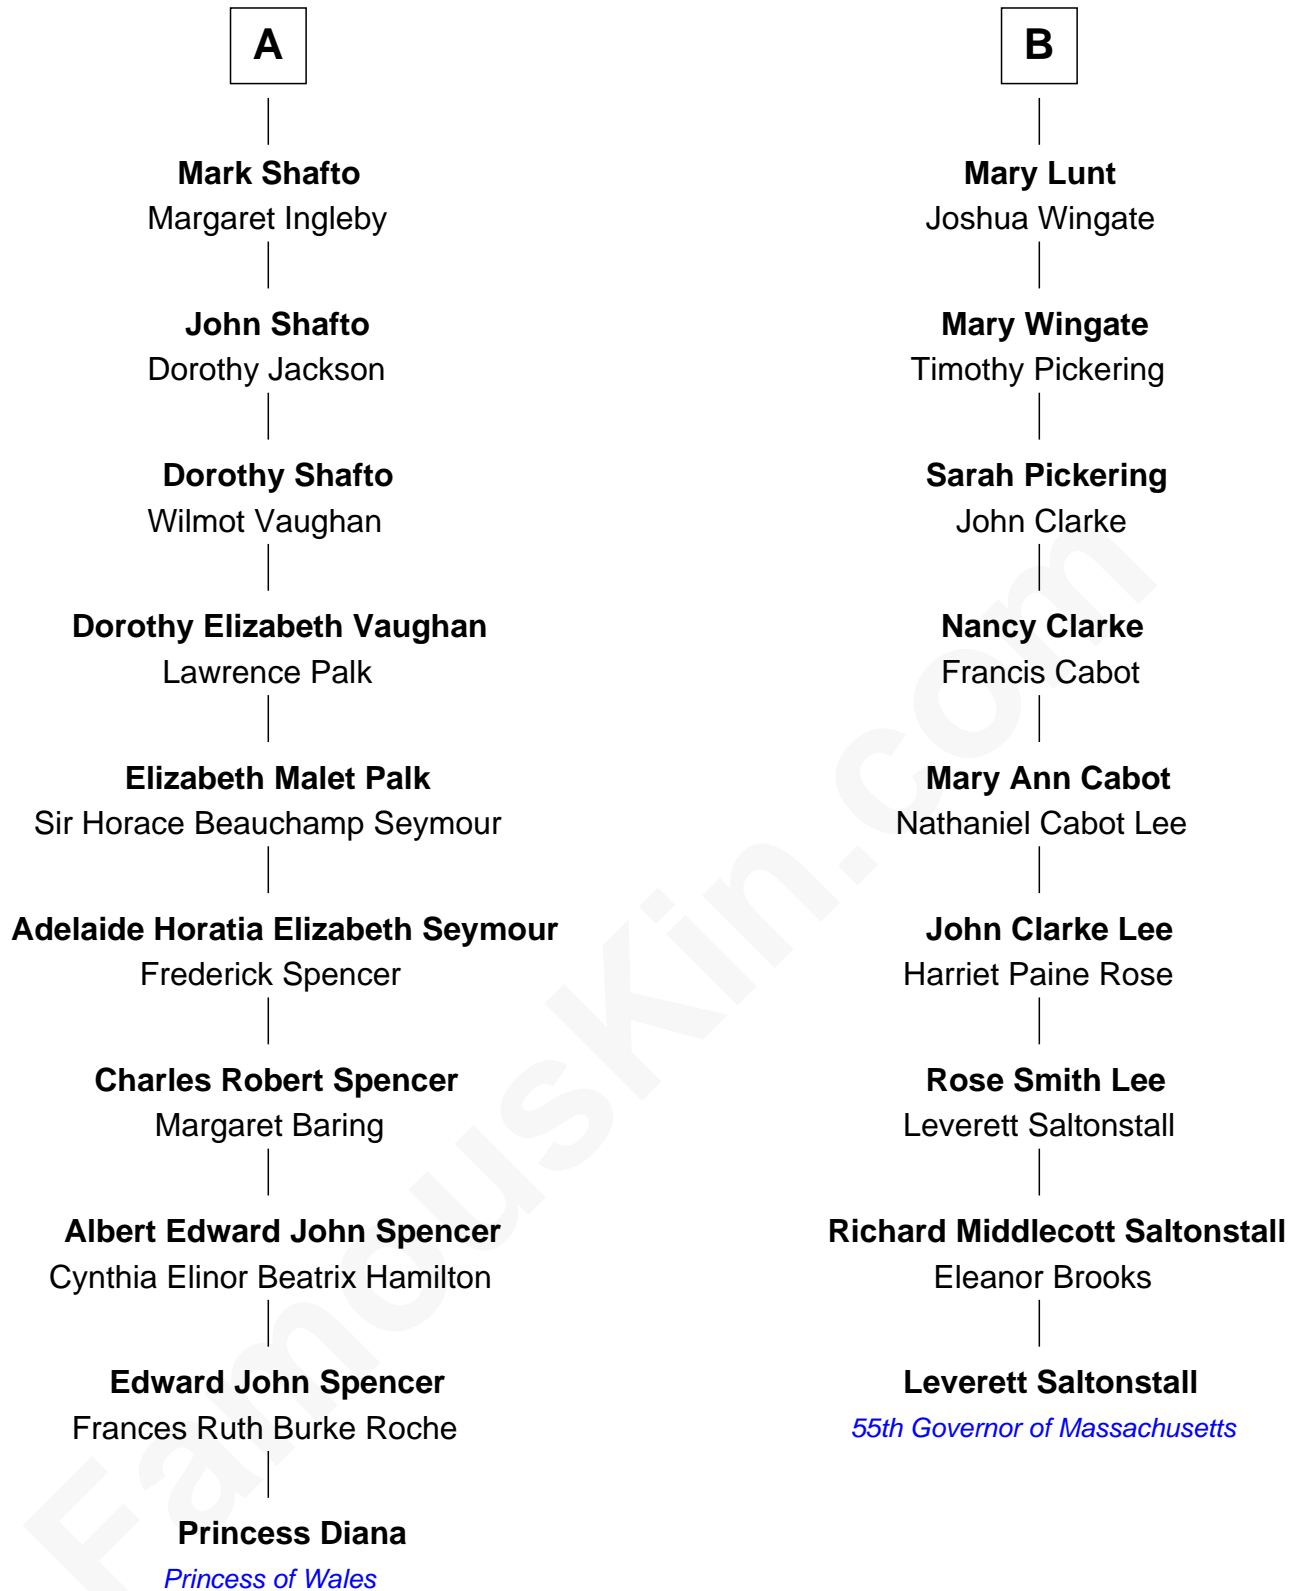 A
Mark Shafto
Margaret Ingleby
John Shafto
Dorothy Jackson
Dorothy Shafto
Wilmot Vaughan
Dorothy Elizabeth Vaughan
Lawrence Palk
Elizabeth Malet Palk
Sir Horace Beauchamp Seymour
Adelaide Horatia Elizabeth Seymour
Frederick Spencer
Charles Robert Spencer
Margaret Baring
Albert Edward John Spencer
Cynthia Elinor Beatrix Hamilton
Edward John Spencer
Frances Ruth Burke Roche
Princess Diana
Princess of Wales
B
Mary Lunt
Joshua Wingate
Mary Wingate
Timothy Pickering
Sarah Pickering
John Clarke
Nancy Clarke
Francis Cabot
Mary Ann Cabot
Nathaniel Cabot Lee
John Clarke Lee
Harriet Paine Rose
Rose Smith Lee
Leverett Saltonstall
Richard Middlecott Saltonstall
Eleanor Brooks
Leverett Saltonstall
55th Governor of Massachusetts
FamousKin.com